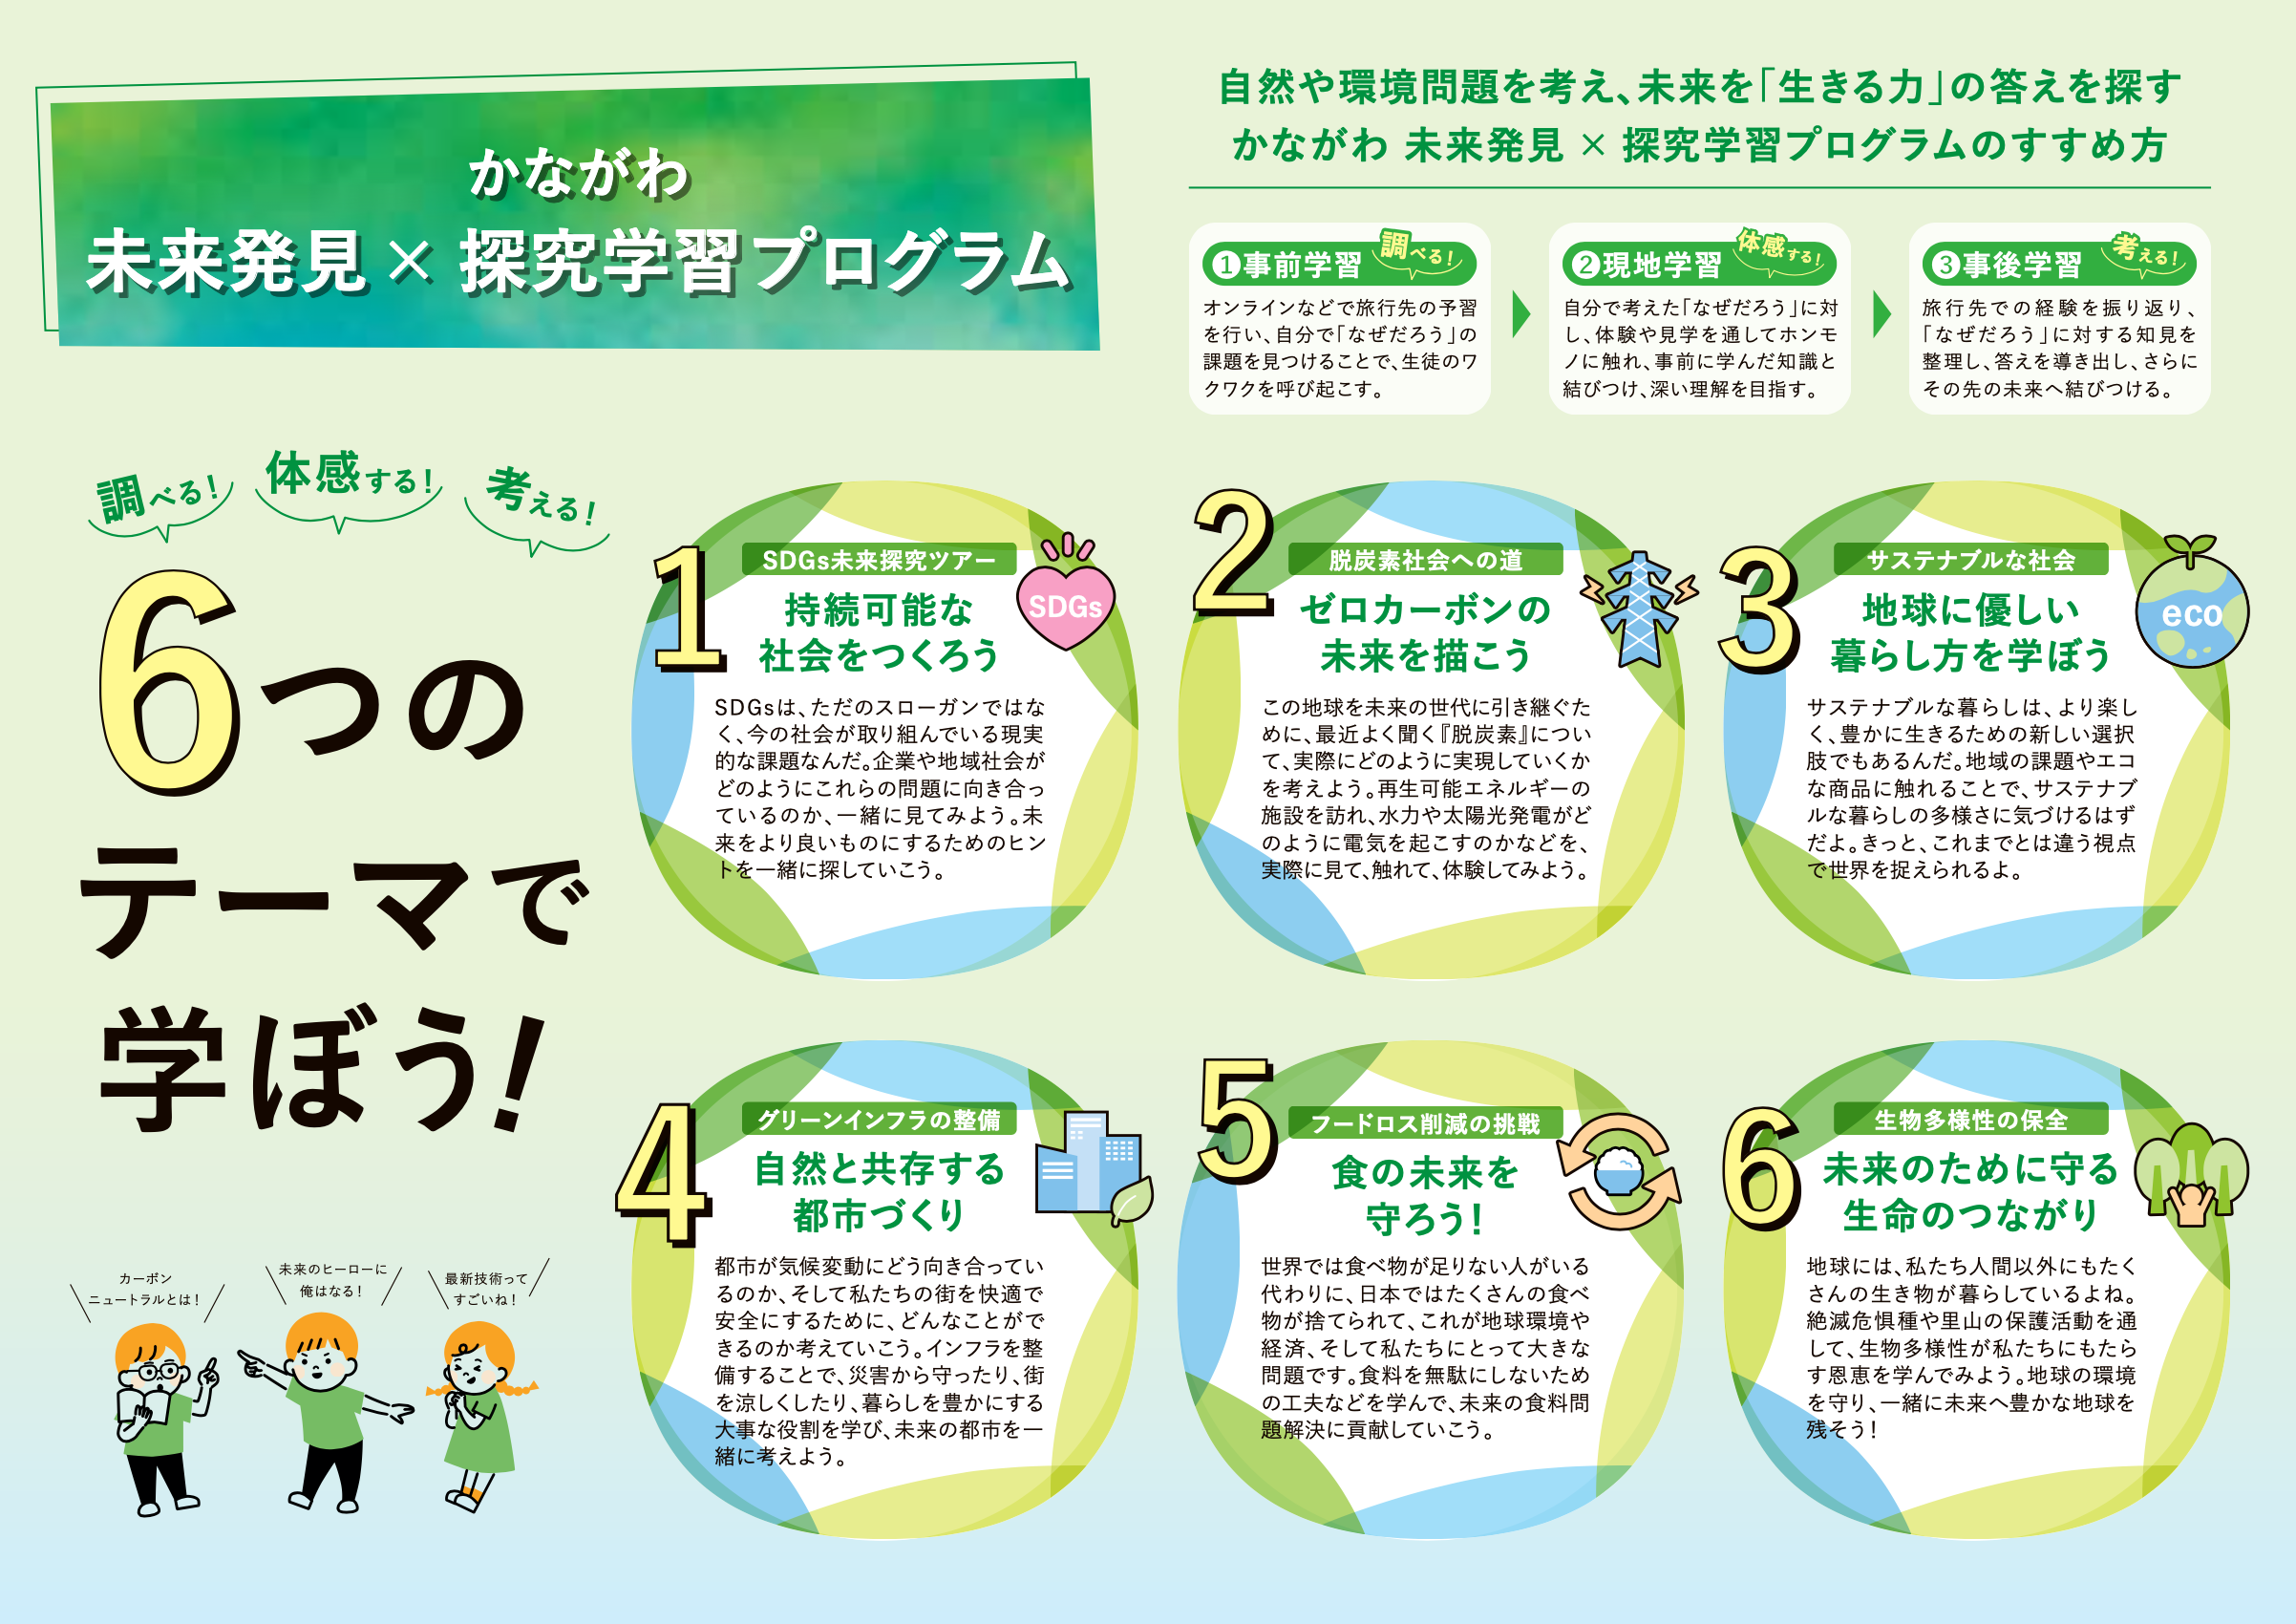 かながわ
未来発見×探究学習プログラム
自然や環境問題を考え、未来を「生きる力」の答えを探す
かながわ 未来発見×探究学習プログラムのすすめ方
①事前学習 調べる！
オンラインなどで旅行先の予習
を行い、自分で「なぜだろう」の
課題を見つけることで、生徒のワ
クワクを呼び起こす。
②現地学習 体感する！
自分で考えた「なぜだろう」に対
し、体験や見学を通してホンモ
ノに触れ、事前に学んだ知識と
結びつけ、深い理解を目指す。
③事後学習 考える！
旅行先での経験を振り返り、
「なぜだろう」に対する知見を
整理し、答えを導き出し、さらに
その先の未来へ結びつける。
調べる！ 体感する！ 考える！
6つの
テーマで
学ぼう！
カーボン
ニュートラルとは！
未来のヒーローに
俺はなる！
最新技術って
すごいね！
1
SDGs未来探究ツアー
持続可能な
社会をつくろう
SDGs
SDGsは、ただのスローガンではな
く、今の社会が取り組んでいる現実
的な課題なんだ。企業や地域社会が
どのようにこれらの問題に向き合っ
ているのか、一緒に見てみよう。未
来をより良いものにするためのヒン
トを一緒に探していこう。
2
脱炭素社会への道
ゼロカーボンの
未来を描こう
この地球を未来の世代に引き継ぐた
めに、最近よく聞く『脱炭素』につい
て、実際にどのように実現していくか
を考えよう。再生可能エネルギーの
施設を訪れ、水力や太陽光発電がど
のように電気を起こすのかなどを、
実際に見て、触れて、体験してみよう。
3
サステナブルな社会
地球に優しい
暮らし方を学ぼう
eco
サステナブルな暮らしは、より楽し
く、豊かに生きるための新しい選択
肢でもあるんだ。地域の課題やエコ
な商品に触れることで、サステナブ
ルな暮らしの多様さに気づけるはず
だよ。きっと、これまでとは違う視点
で世界を捉えられるよ。
4
グリーンインフラの整備
自然と共存する
都市づくり
都市が気候変動にどう向き合ってい
るのか、そして私たちの街を快適で
安全にするために、どんなことがで
きるのか考えていこう。インフラを整
備することで、災害から守ったり、街
を涼しくしたり、暮らしを豊かにする
大事な役割を学び、未来の都市を一
緒に考えよう。
5
フードロス削減の挑戦
食の未来を
守ろう！
世界では食べ物が足りない人がいる
代わりに、日本ではたくさんの食べ
物が捨てられて、これが地球環境や
経済、そして私たちにとって大きな
問題です。食料を無駄にしないため
の工夫などを学んで、未来の食料問
題解決に貢献していこう。
6
生物多様性の保全
未来のために守る
生命のつながり
地球には、私たち人間以外にもたく
さんの生き物が暮らしているよね。
絶滅危惧種や里山の保護活動を通
して、生物多様性が私たちにもたら
す恩恵を学んでみよう。地球の環境
を守り、一緒に未来へ豊かな地球を
残そう！